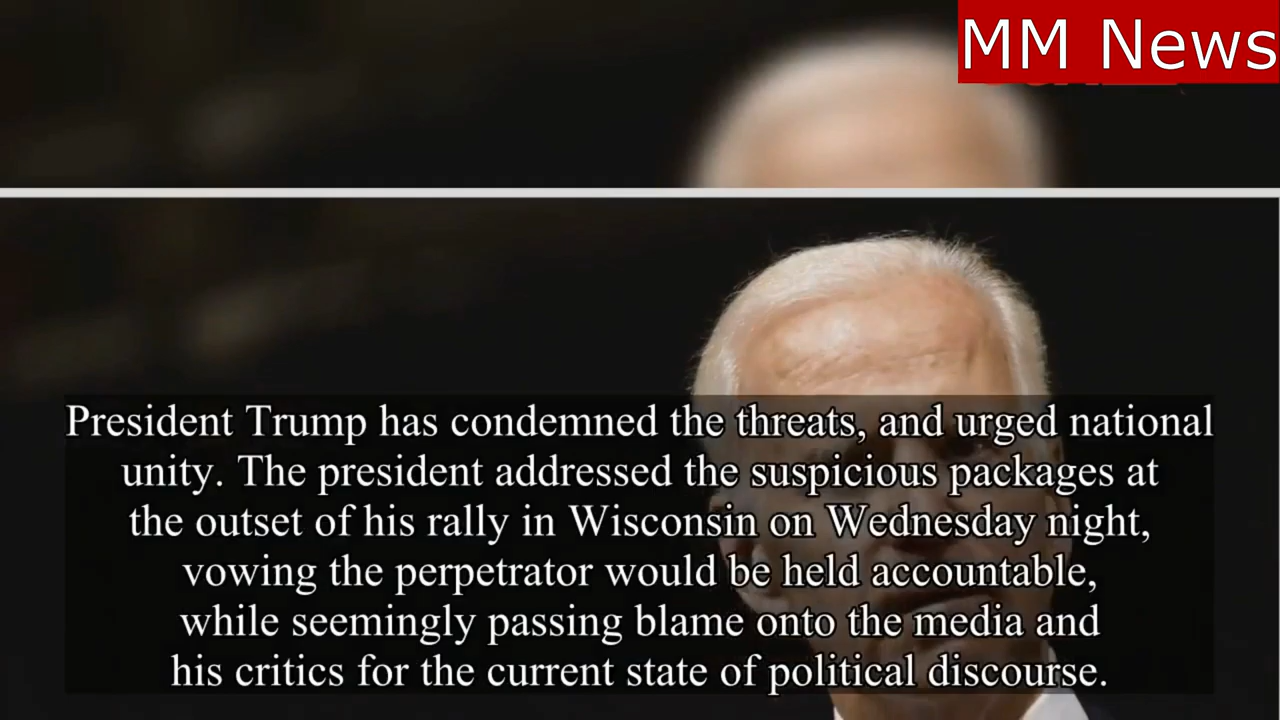 MM News
President Trump has condemned the threats, and urged national
unity. The president addressed the suspicious packages at
the outset of his rally in Wisconsin on Wednesday night,
vowing the perpetrator would be held accountable,
while seemingly passing blame onto the media and
his critics for the current state of political discourse.